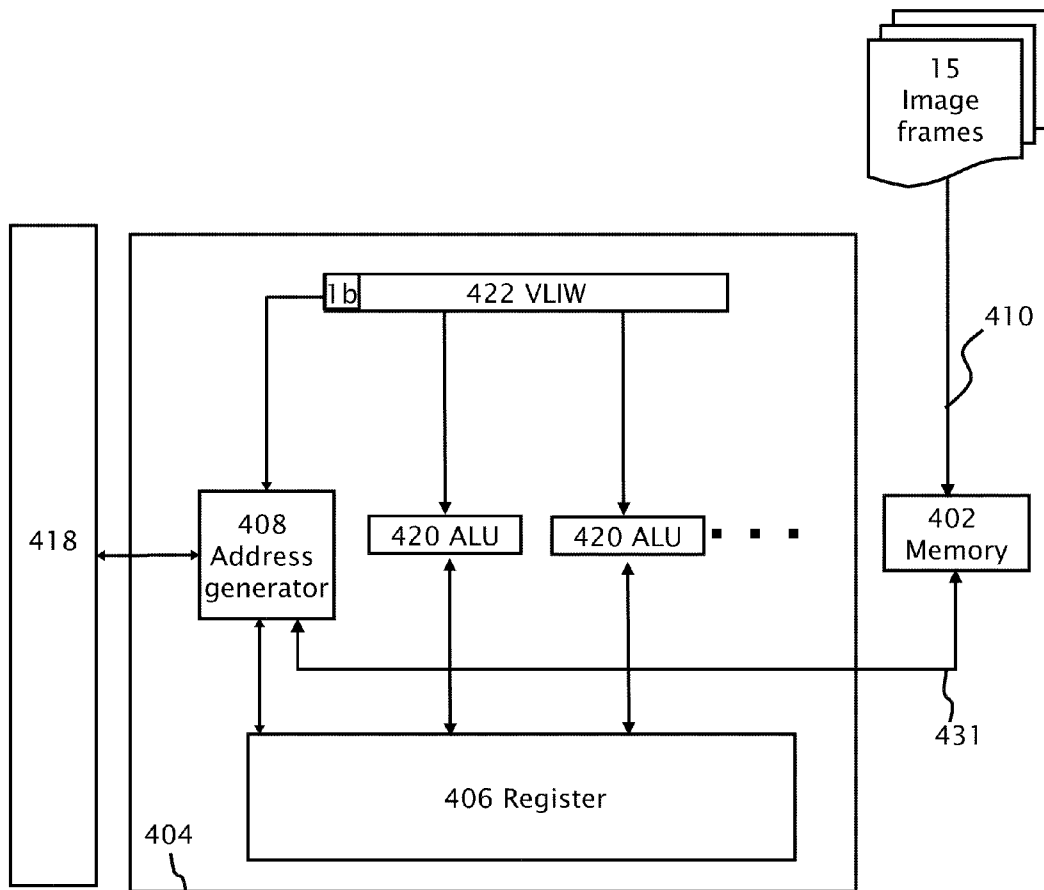 15
Image
frames
1b
422 VLIW
410
418
408
Address
generator
420 ALU
420 ALU
402
Memory
431
406 Register
404